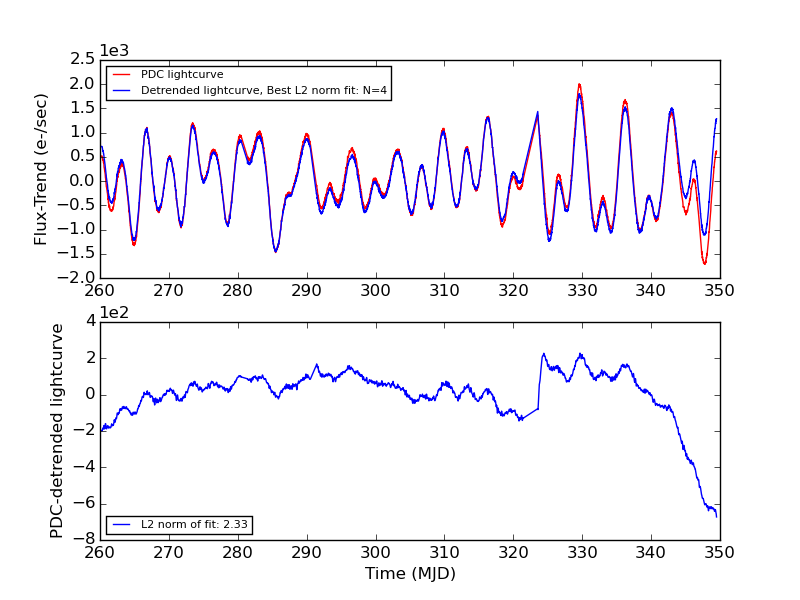 1e3
PDC lightcurve
Detrended lightcurve, Best L2 norm fit: N=4
Flux-Trend (e-/sec)
2.5
2.0
1.5
1.0
0.5
0.0
−0.5
−1.0
−1.5
−2.0
260 270 280 290 300 310 320 330 340 350
1e2
PDC-detrended lightcurve
4
2
0
−2
−4
−6
−8
L2 norm of fit: 2.33
260 270 280 290 300 310 320 330 340 350
Time (MJD)